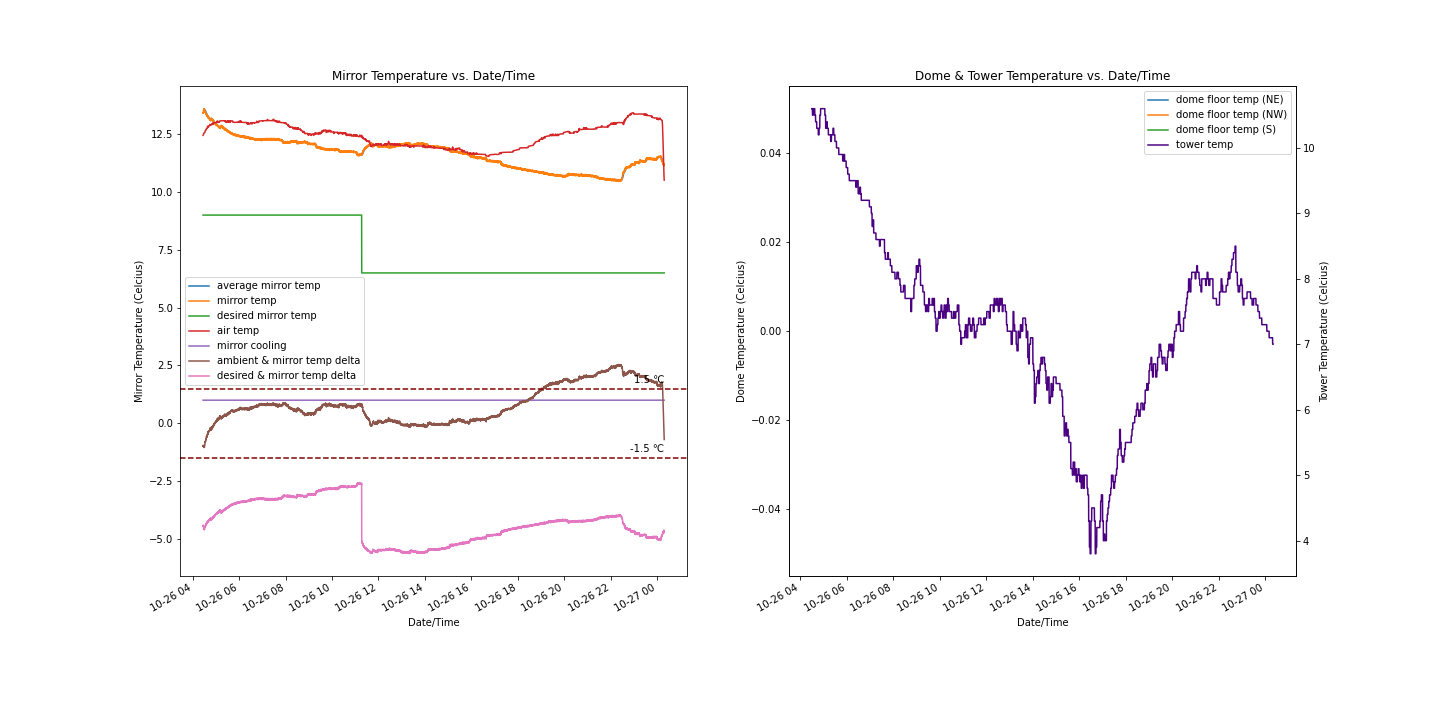 Mirror Temperature vs. Date/Time
Mirror Temperature (Celcius)
12.5
10.0
7.5
5.0
2.5
0.0
−2.5
−5.0
average mirror temp
mirror temp
desired mirror temp
air temp
mirror cooling
ambient & mirror temp delta
desired & mirror temp delta
1.5 °C
-1.5 °C
10-26 04
10-26 06
10-26 08
10-26 10
10-26 12
10-26 14
10-26 16
10-26 18
10-26 20
10-26 22
10-27 00
Date/Time
Dome & Tower Temperature vs. Date/Time
Dome Temperature (Celcius)
0.04
0.02
0.00
−0.02
−0.04
dome floor temp (NE)
dome floor temp (NW)
dome floor temp (S)
tower temp
10
9
8
7
6
5
4
Tower Temperature (Celcius)
10-26 04
10-26 06
10-26 08
10-26 10
10-26 12
10-26 14
10-26 16
10-26 18
10-26 20
10-26 22
10-27 00
Date/Time